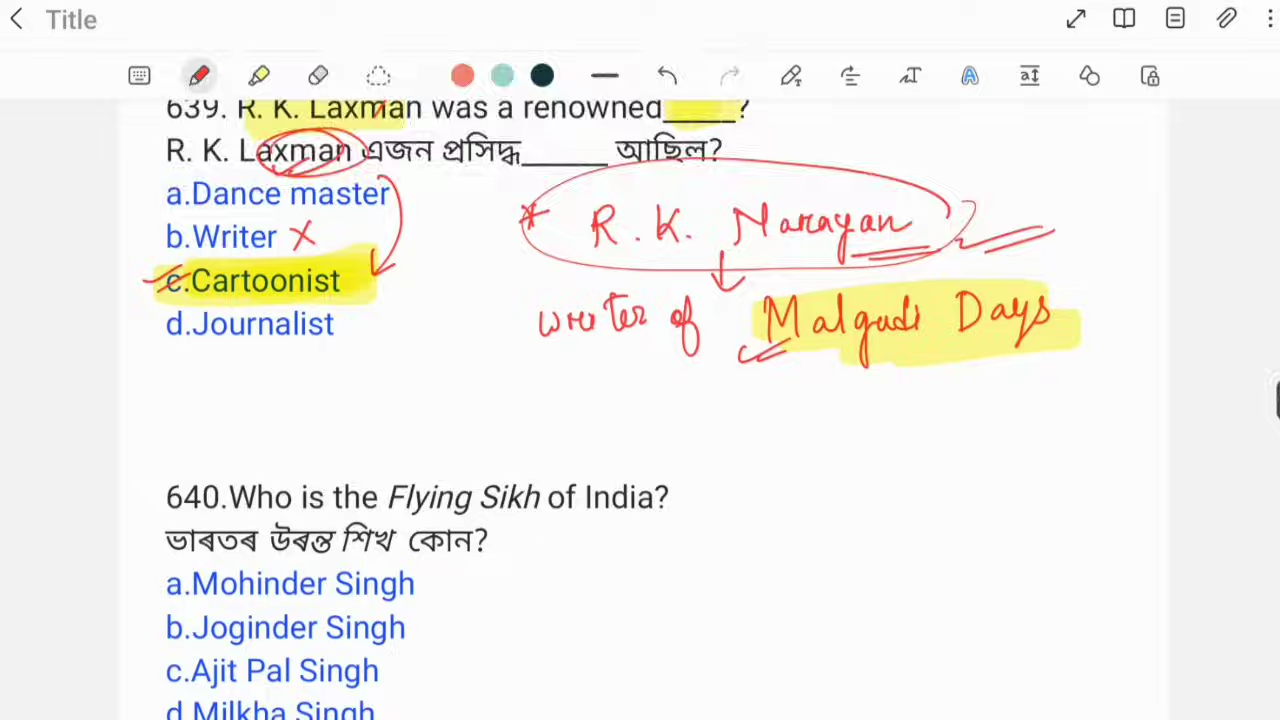 Title
639. R. K. Laxman was a renowned_____?
R. K. Laxman এজন প্ৰসিদ্ধ______ আছিল?
a.Dance master
b.Writer X
c.Cartoonist
d.Journalist
* R. K. Narayan
writer of Malgudi Days
640.Who is the Flying Sikh of India?
ভাৰতৰ উৰন্ত শিখ কোন?
a.Mohinder Singh
b.Joginder Singh
c.Ajit Pal Singh
d.Milkha Singh